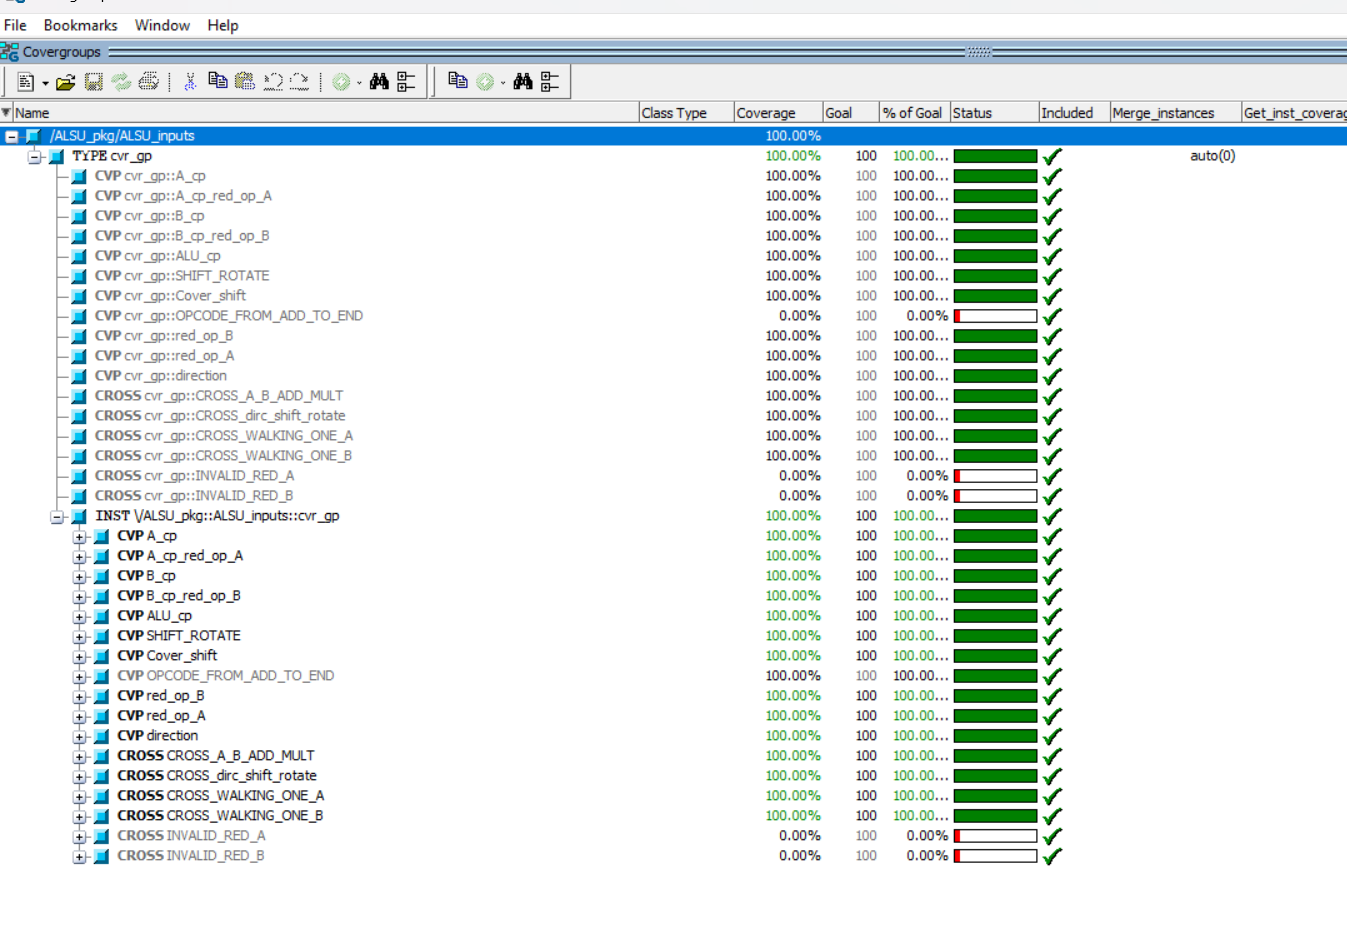 File Bookmarks Window Help
Covergroups
Name Class Type Coverage Goal % of Goal Status Included Merge_instances Get_inst_coverag
/ALSU_pkg/ALSU_inputs 100.00%
TYPE cvr_gp 100.00% 100 100.00... auto(0)
CVP cvr_gp::A_cp 100.00% 100 100.00...
CVP cvr_gp::A_cp_red_op_A 100.00% 100 100.00...
CVP cvr_gp::B_cp 100.00% 100 100.00...
CVP cvr_gp::B_cp_red_op_B 100.00% 100 100.00...
CVP cvr_gp::ALU_cp 100.00% 100 100.00...
CVP cvr_gp::SHIFT_ROTATE 100.00% 100 100.00...
CVP cvr_gp::Cover_shift 100.00% 100 100.00...
CVP cvr_gp::OPCODE_FROM_ADD_TO_END 0.00% 100 0.00%
CVP cvr_gp::red_op_B 100.00% 100 100.00...
CVP cvr_gp::red_op_A 100.00% 100 100.00...
CVP cvr_gp::direction 100.00% 100 100.00...
CROSS cvr_gp::CROSS_A_B_ADD_MULT 100.00% 100 100.00...
CROSS cvr_gp::CROSS_dirc_shift_rotate 100.00% 100 100.00...
CROSS cvr_gp::CROSS_WALKING_ONE_A 100.00% 100 100.00...
CROSS cvr_gp::CROSS_WALKING_ONE_B 100.00% 100 100.00...
CROSS cvr_gp::INVALID_RED_A 0.00% 100 0.00%
CROSS cvr_gp::INVALID_RED_B 0.00% 100 0.00%
INST \/ALSU_pkg::ALSU_inputs::cvr_gp 100.00% 100 100.00...
CVP A_cp 100.00% 100 100.00...
CVP A_cp_red_op_A 100.00% 100 100.00...
CVP B_cp 100.00% 100 100.00...
CVP B_cp_red_op_B 100.00% 100 100.00...
CVP ALU_cp 100.00% 100 100.00...
CVP SHIFT_ROTATE 100.00% 100 100.00...
CVP Cover_shift 100.00% 100 100.00...
CVP OPCODE_FROM_ADD_TO_END 100.00% 100 100.00...
CVP red_op_B 100.00% 100 100.00...
CVP red_op_A 100.00% 100 100.00...
CVP direction 100.00% 100 100.00...
CROSS CROSS_A_B_ADD_MULT 100.00% 100 100.00...
CROSS CROSS_dirc_shift_rotate 100.00% 100 100.00...
CROSS CROSS_WALKING_ONE_A 100.00% 100 100.00...
CROSS CROSS_WALKING_ONE_B 100.00% 100 100.00...
CROSS INVALID_RED_A 0.00% 100 0.00%
CROSS INVALID_RED_B 0.00% 100 0.00%